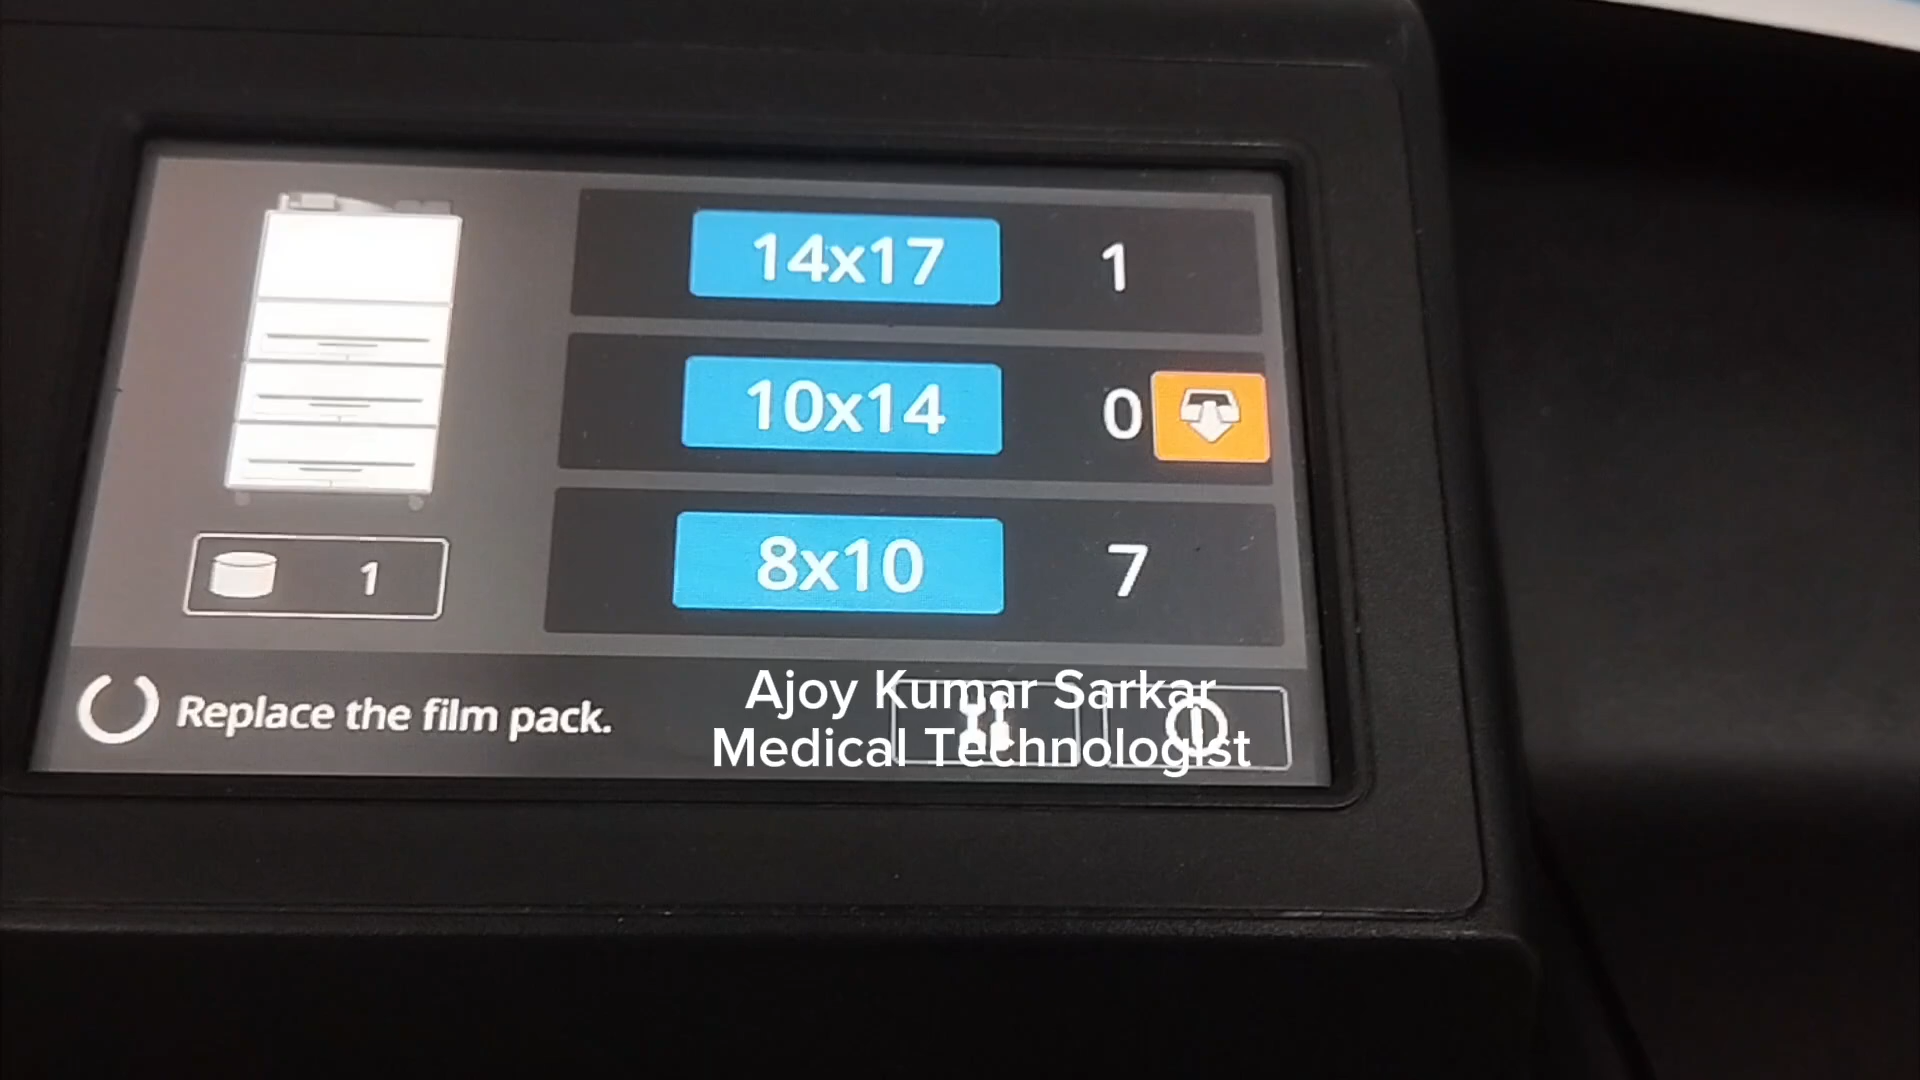 14x17 1
10x14 0
8x10 7
1
Replace the film pack.
Ajoy Kumar Sarkar
Medical Technologist